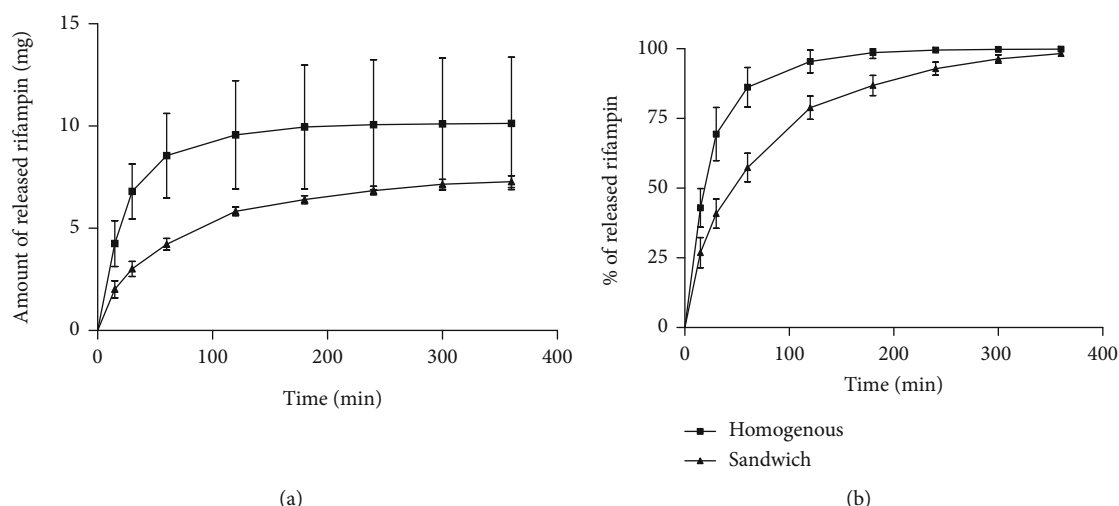 Amount of released rifampin (mg)
15
10
5
0
0 100 200 300 400
Time (min)
(a)
% of released rifampin
100
75
50
25
0
0 100 200 300 400
Time (min)
Homogenous
Sandwich
(b)